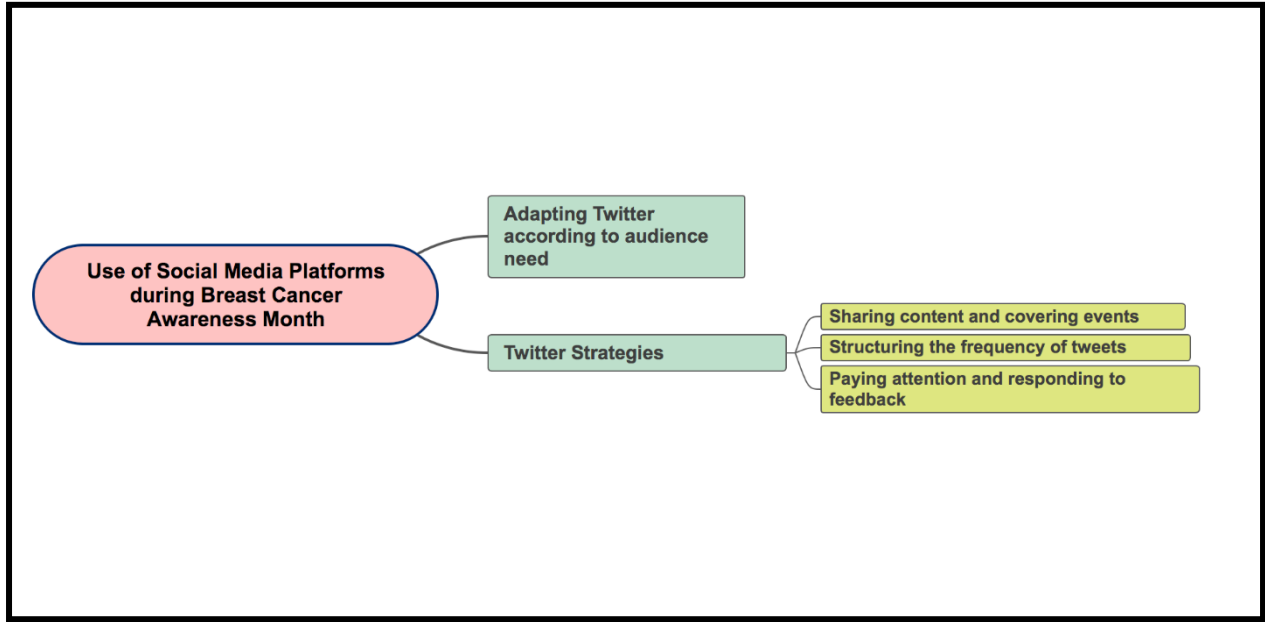 Use of Social Media Platforms
during Breast Cancer
Awareness Month
Adapting Twitter
according to audience
need
Twitter Strategies
Sharing content and covering events
Structuring the frequency of tweets
Paying attention and responding to
feedback